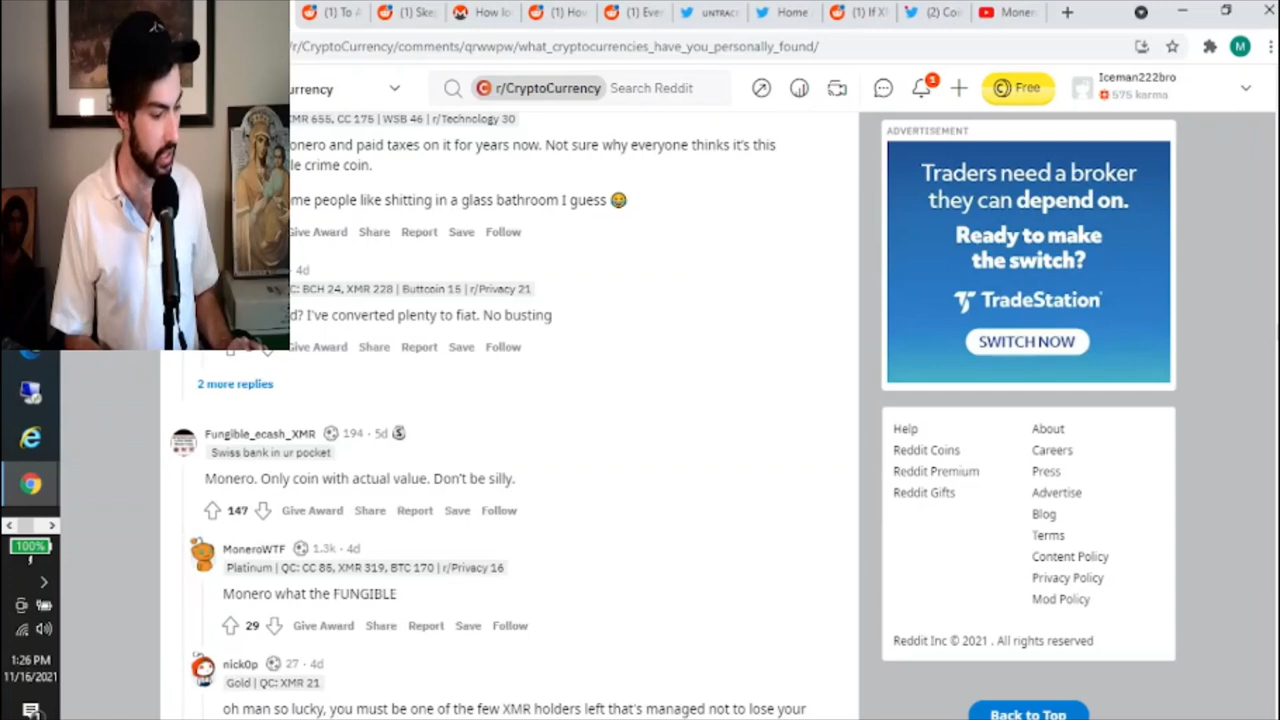 (1) To A
(1) Ske
How lo
(1) Hov
(1) Ever
UNTRACE
Home
(1) If X
(2) Coi
Moner
/r/CryptoCurrency/comments/qrwwpw/what_cryptocurrencies_have_you_personally_found/
M
urrency
r/CryptoCurrency
Search Reddit
1
Free
Iceman222bro
575 karma
XMR 655, CC 175 | WSB 46 | r/Technology 30
onero and paid taxes on it for years now. Not sure why everyone thinks it's this
le crime coin.
me people like shitting in a glass bathroom I guess 😂
Give Award Share Report Save Follow
4d
C: BCH 24, XMR 228 | Buttcoin 15 | r/Privacy 21
d? I've converted plenty to fiat. No busting
Give Award Share Report Save Follow
2 more replies
Fungible_ecash_XMR 194 · 5d
Swiss bank in ur pocket
Monero. Only coin with actual value. Don't be silly.
147 Give Award Share Report Save Follow
MoneroWTF 1.3k · 4d
Platinum | QC: CC 85, XMR 319, BTC 170 | r/Privacy 16
Monero what the FUNGIBLE
29 Give Award Share Report Save Follow
nick0p 27 · 4d
Gold | QC: XMR 21
oh man so lucky, you must be one of the few XMR holders left that's managed not to lose your
ADVERTISEMENT
Traders need a broker
they can depend on.
Ready to make
the switch?
TradeStation
SWITCH NOW
Help
About
Reddit Coins
Careers
Reddit Premium
Press
Reddit Gifts
Advertise
Blog
Terms
Content Policy
Privacy Policy
Mod Policy
Reddit Inc © 2021 . All rights reserved
Back to Top
100%
1:26 PM
11/16/2021